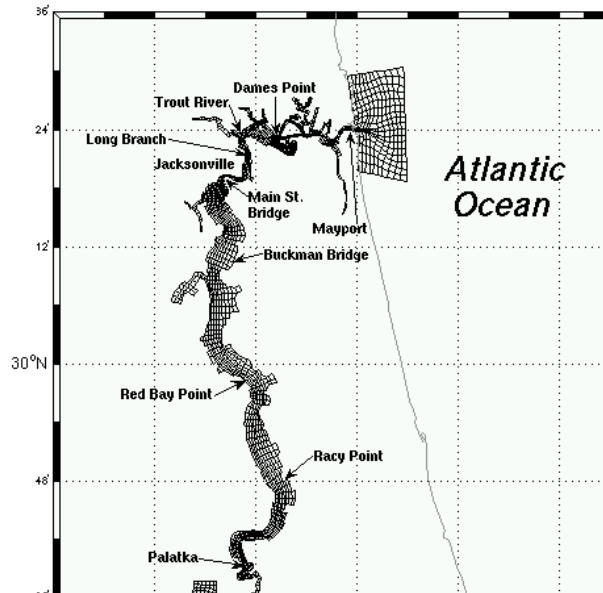 36'
Dames Point
Trout River
24'
Long Branch
Jacksonville
Atlantic
Ocean
Main St.
Bridge
Mayport
12'
Buckman Bridge
30°N
Red Bay Point
Racy Point
48'
Palatka